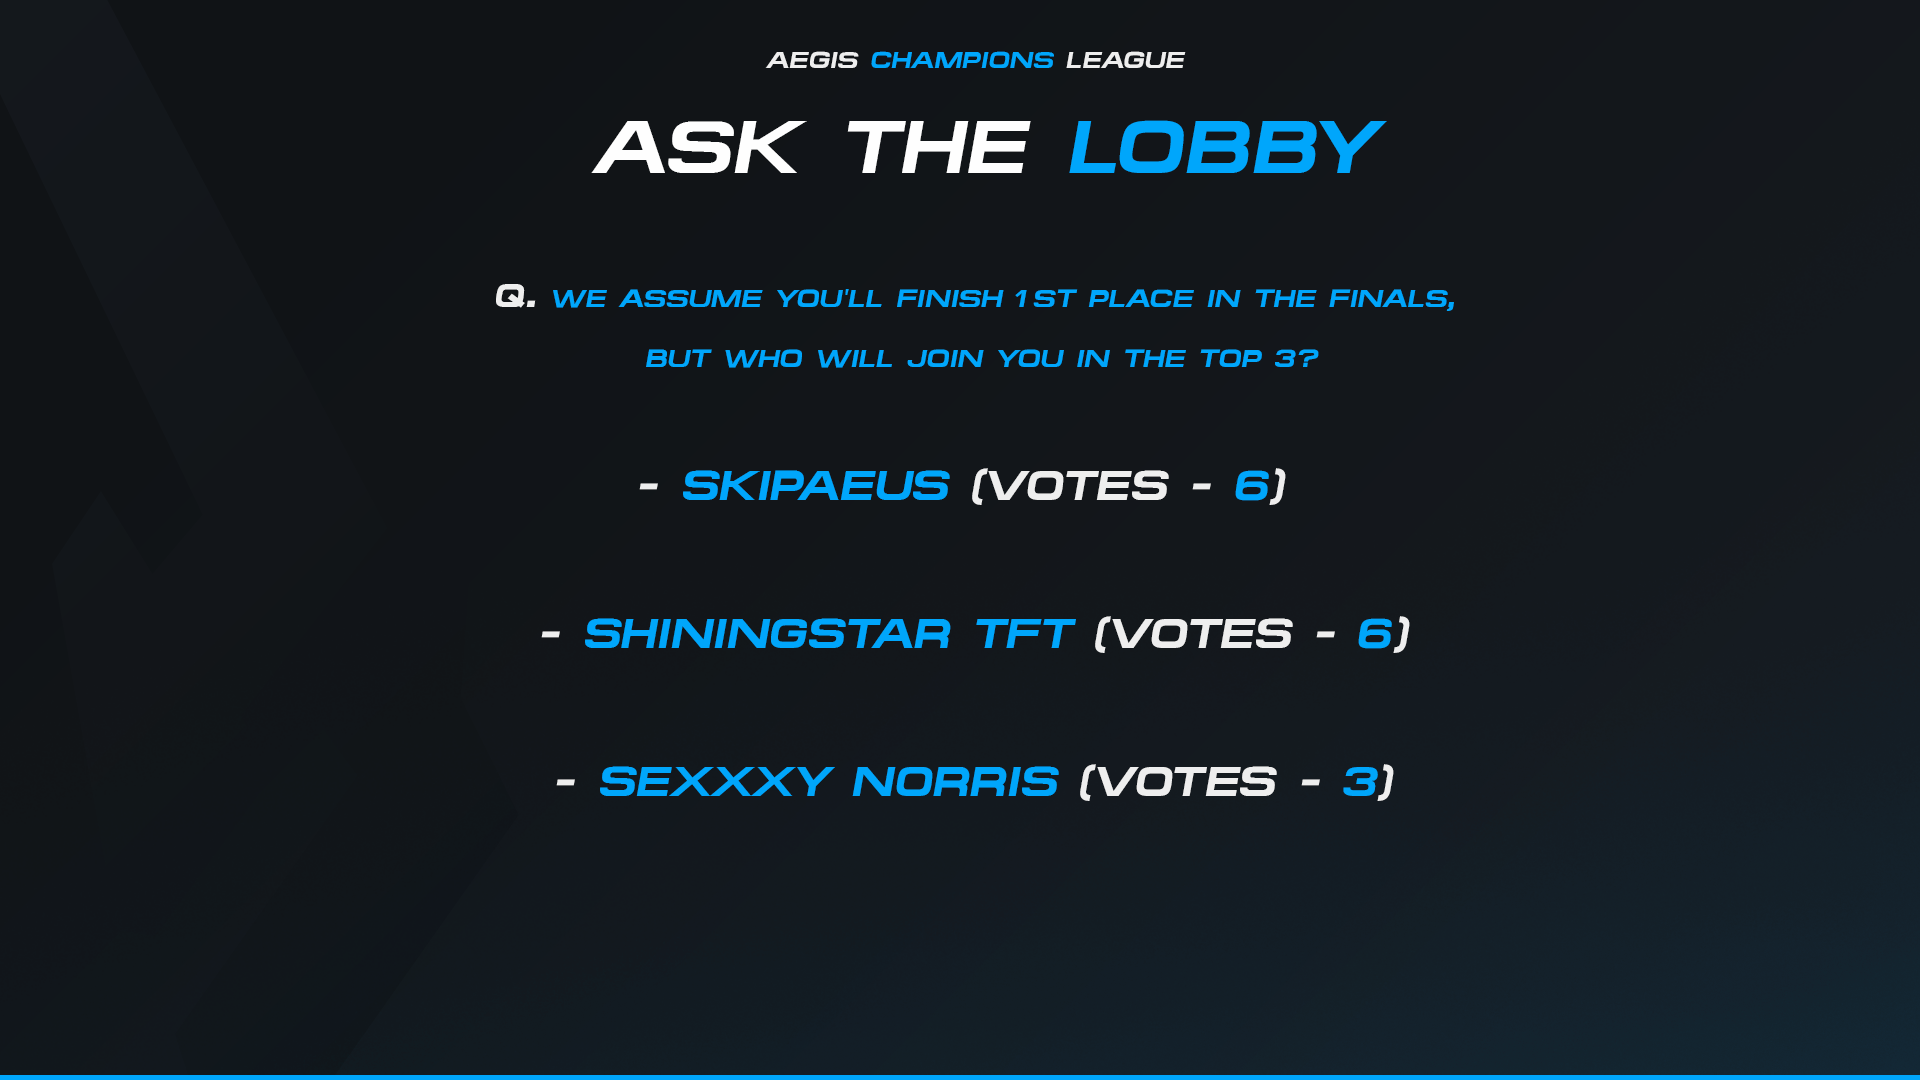 AEGIS CHAMPIONS LEAGUE
ASK THE LOBBY
Q. WE ASSUME YOU'LL FINISH 1ST PLACE IN THE FINALS,
BUT WHO WILL JOIN YOU IN THE TOP 3?
- SKIPAEUS (VOTES - 6)
- SHININGSTAR TFT (VOTES - 6)
- SEXXXY NORRIS (VOTES - 3)